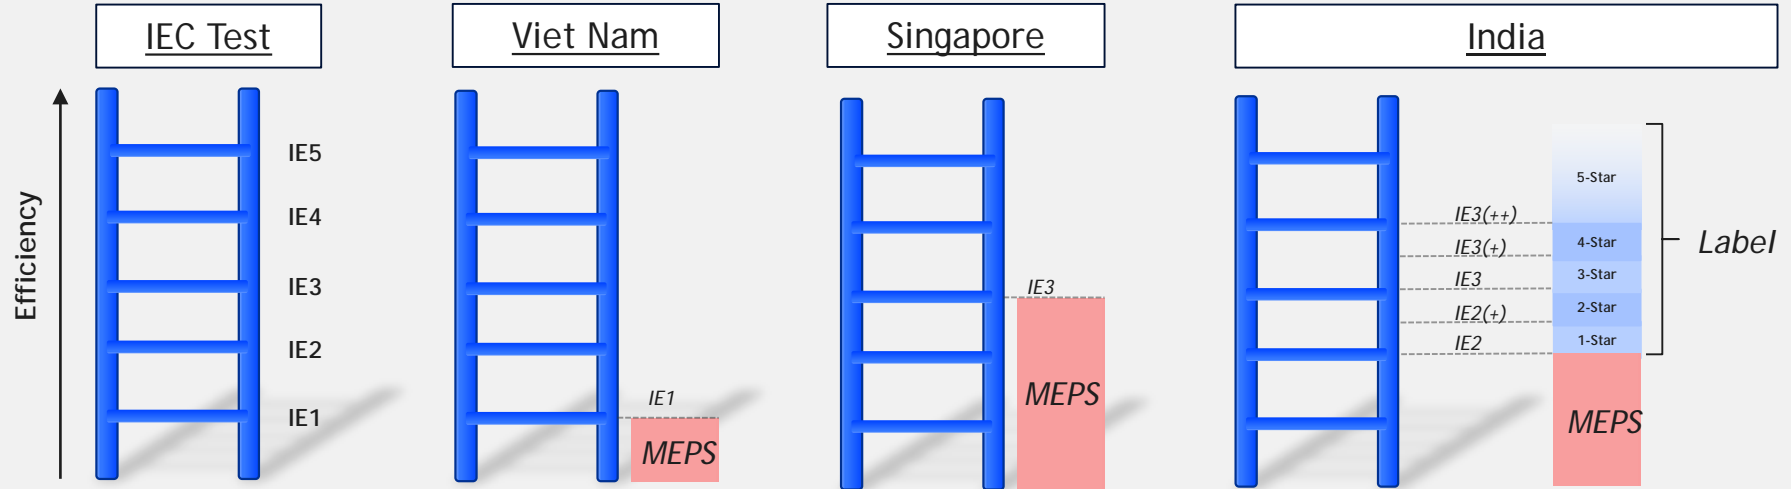 IEC Test
Viet Nam
Singapore
India
Efficiency
IE5
IE4
IE3
IE2
IE1
IE1
MEPS
IE3
MEPS
IE3(++)
IE3(+)
IE3
IE2(+)
IE2
5-Star
4-Star
3-Star
2-Star
1-Star
MEPS
Label